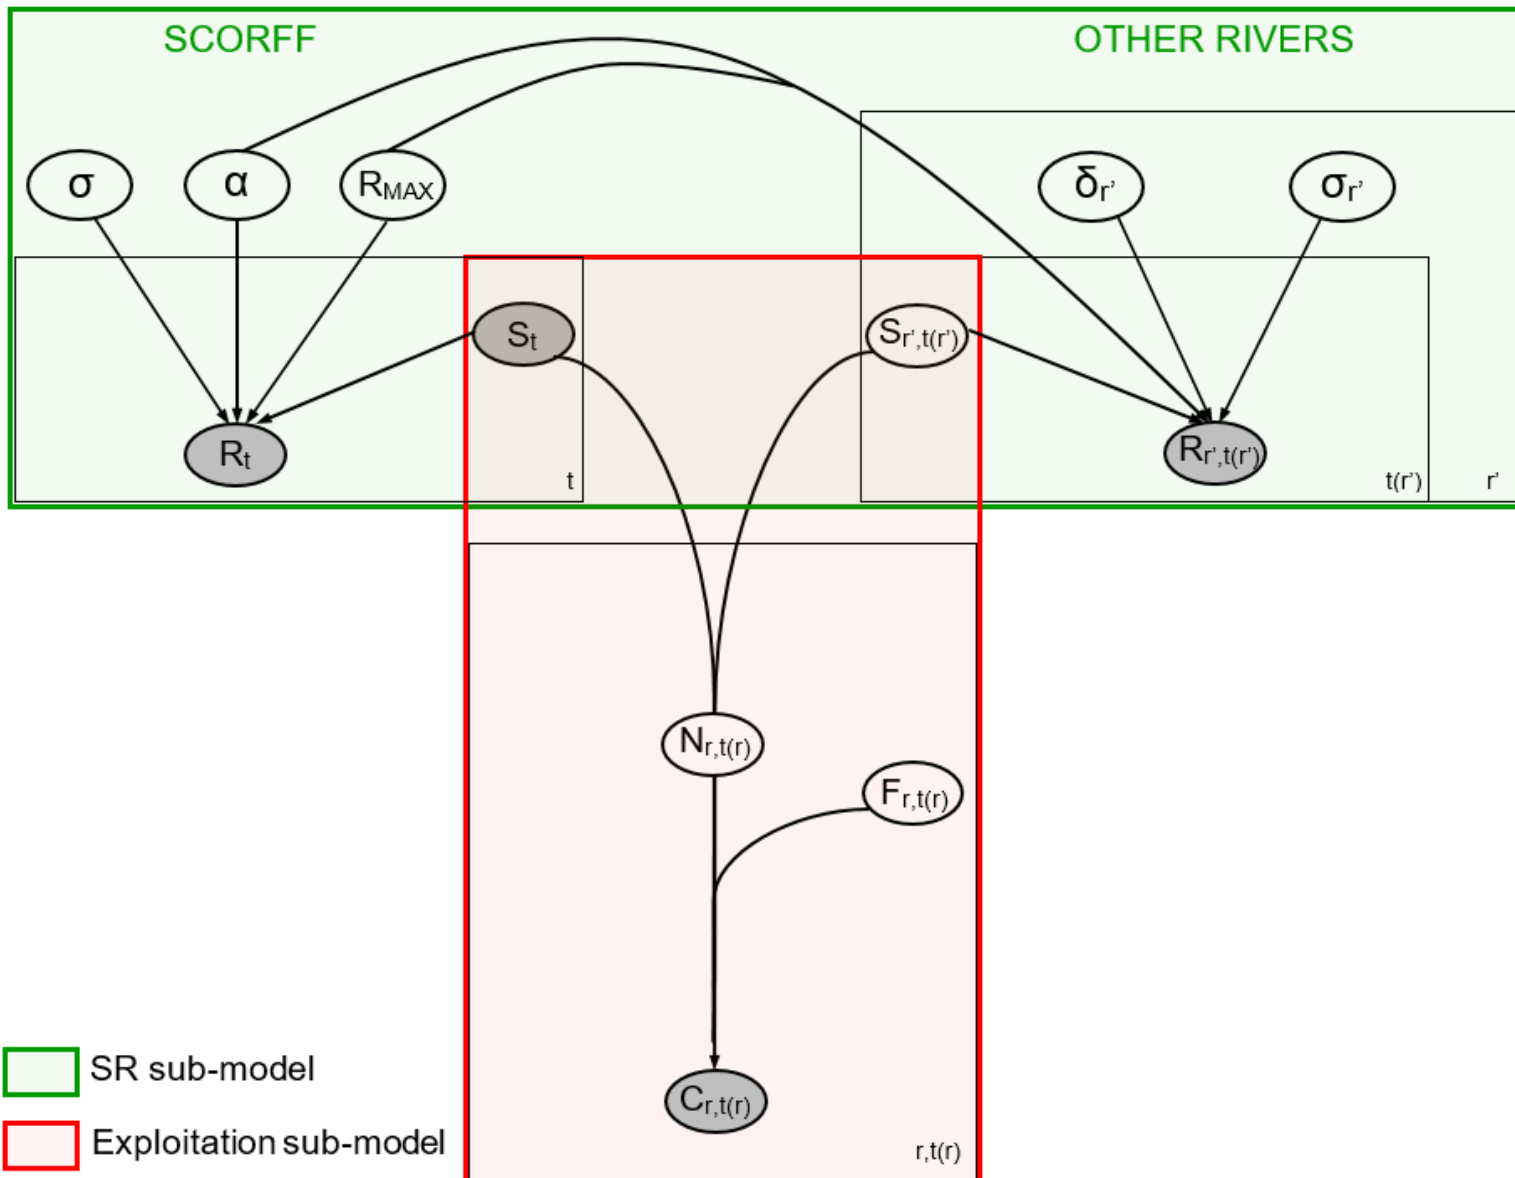 SCORFF
OTHER RIVERS
σ
α
RMAX
δr’
σr’
St
Sr’,t(r’)
Rt
Rr’,t(r’)
t
t(r’)
r’
Nr,t(r)
Fr,t(r)
SR sub-model
Cr,t(r)
Exploitation sub-model
r,t(r)